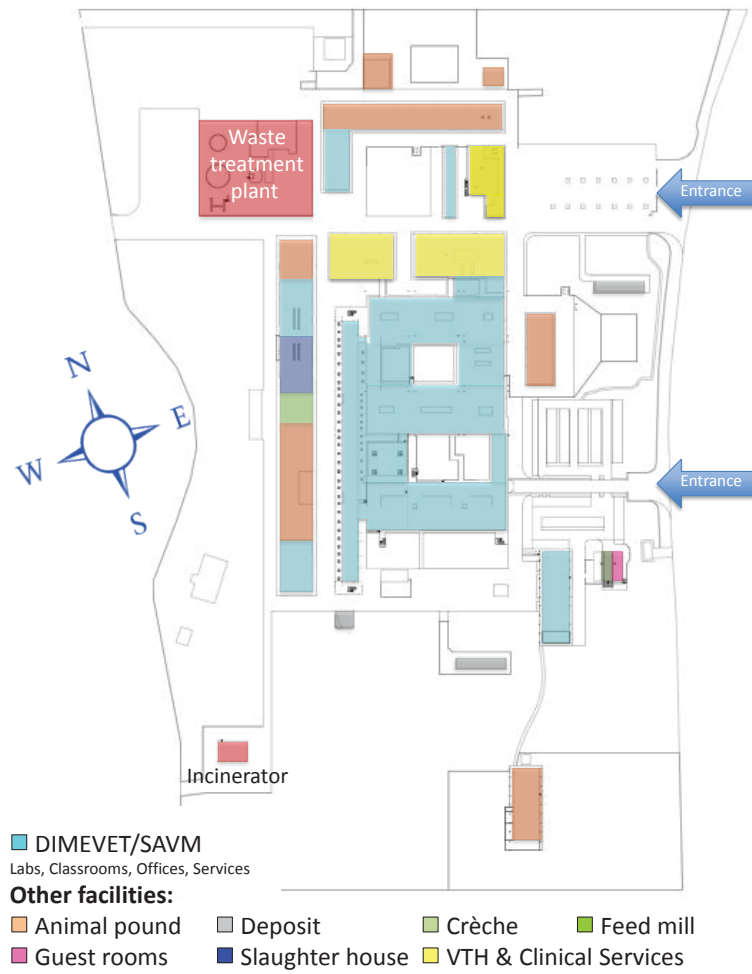 Waste
treatment
plant
Entrance
N
E
W
S
Entrance
Incinerator
DIMEVET/SAVM
Labs, Classrooms, Offices, Services
Other facilities:
Animal pound
Deposit
Crèche
Feed mill
Guest rooms
Slaughter house
VTH & Clinical Services